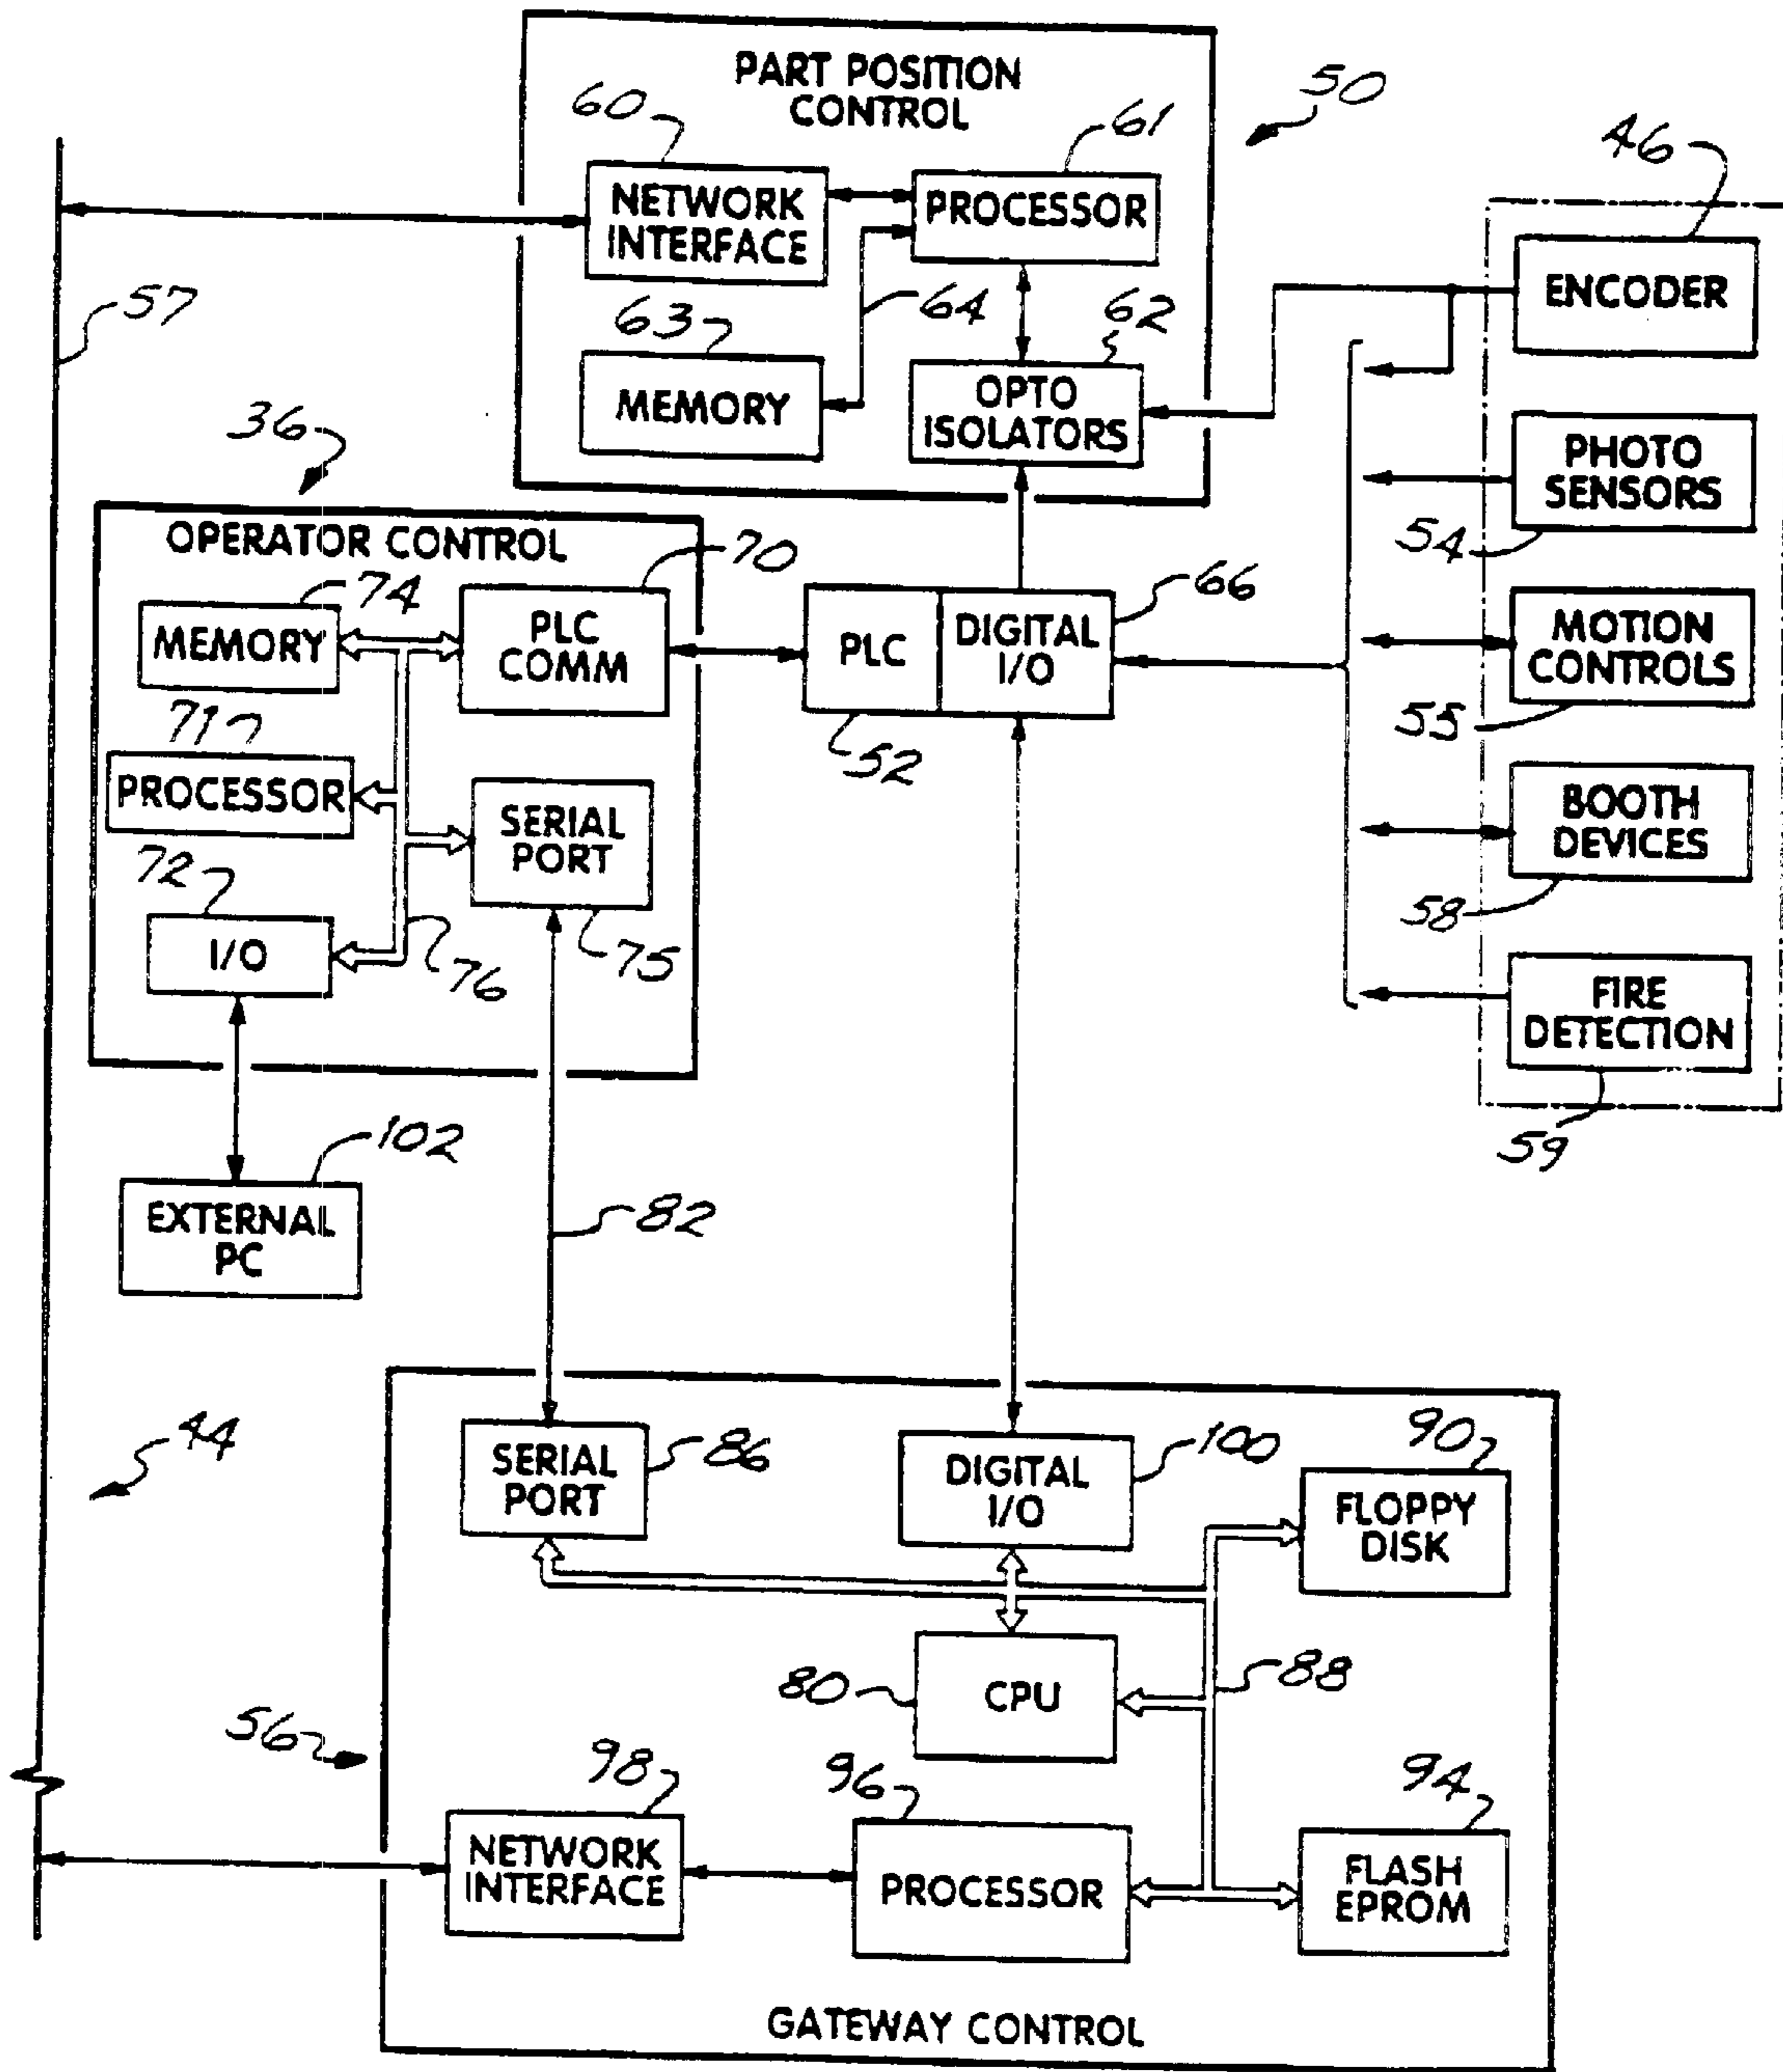 PART POSITION
CONTROL
50
60
61
46
NETWORK
INTERFACE
PROCESSOR
ENCODER
57
63
64
62
MEMORY
OPTO
ISOLATORS
PHOTO
SENSORS
54
36
OPERATOR CONTROL
70
74
MEMORY
PLC
COMM
PLC
DIGITAL
I/O
66
52
MOTION
CONTROLS
55
71
PROCESSOR
SERIAL
PORT
75
BOOTH
DEVICES
58
72
I/O
76
FIRE
DETECTION
59
102
EXTERNAL
PC
82
44
SERIAL
PORT
86
DIGITAL
I/O
100
90
FLOPPY
DISK
80
CPU
88
56
98
96
94
NETWORK
INTERFACE
PROCESSOR
FLASH
EPROM
GATEWAY CONTROL